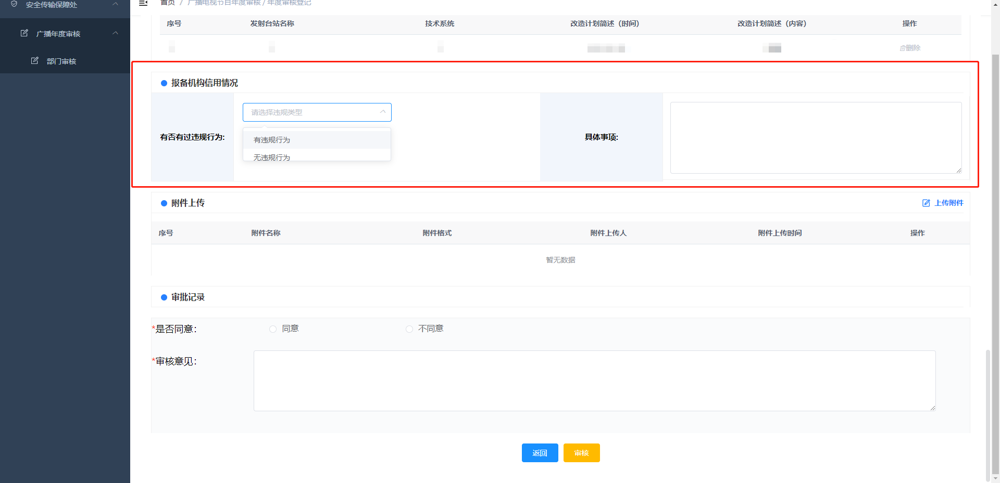 安全传输保障处
广播年度审核
部门审核
首页 / 广播电视节目年度审核 / 年度审核登记
序号 发射台站名称 技术系统 改造计划简述（时间） 改造计划简述（内容） 操作
删除
报备机构信用情况
有否有过违规行为:
请选择违规类型
有违规行为
无违规行为
具体事项:
附件上传
上传附件
序号 附件名称 附件格式 附件上传人 附件上传时间 操作
暂无数据
审批记录
*是否同意: 同意 不同意
*审核意见:
返回 审核